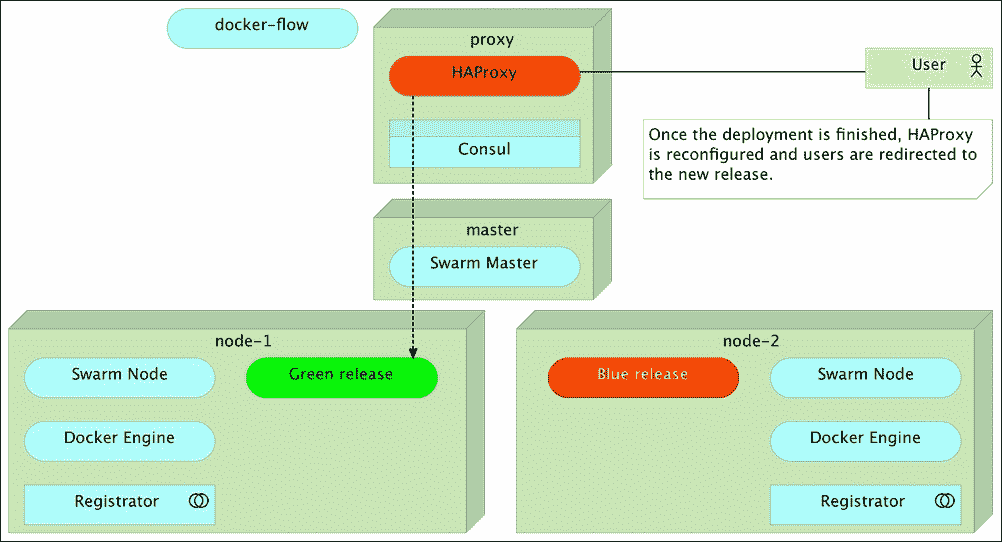 docker-flow
proxy
HAProxy
Consul
User
Once the deployment is finished, HAProxy
is reconfigured and users are redirected to
the new release.
master
Swarm Master
node-1
Swarm Node
Green release
Docker Engine
Registrator
node-2
Blue release
Swarm Node
Docker Engine
Registrator